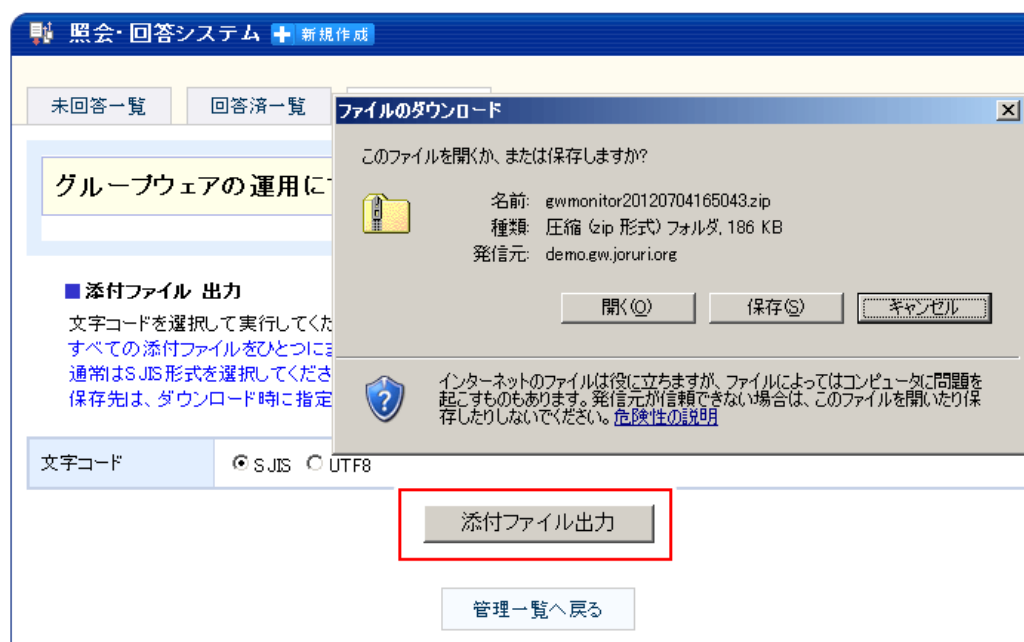 照会・回答システム 新規作成
未回答一覧 回答済一覧
グループウェアの運用に
■添付ファイル 出力
文字コードを選択して実行してくだ
すべての添付ファイルをひとつにま
通常はSJIS形式を選択してくださ
保存先は、ダウンロード時に指定
ファイルのダウンロード
このファイルを開くか、または保存しますか?
名前: gwmonitor20120704165043.zip
種類: 圧縮 (zip 形式) フォルダ, 186 KB
発信元: demo.gw.joruri.org
開く(O) 保存(S) キャンセル
インターネットのファイルは役に立ちますが、ファイルによってはコンピュータに問題を
起こすものもあります。発信元が信頼できない場合は、このファイルを開いたり保
存したりしないでください。危険性の説明
文字コード SJIS UTF8
添付ファイル出力
管理一覧へ戻る